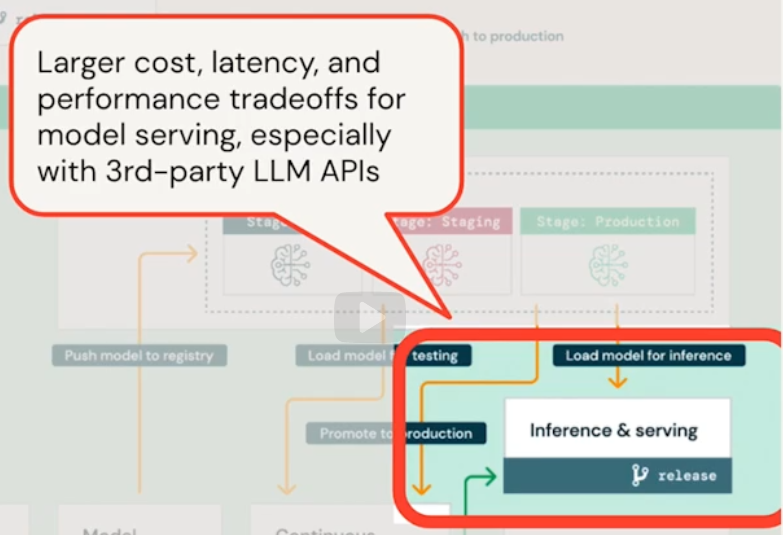 h to production
Larger cost, latency, and
performance tradeoffs for
model serving, especially
with 3rd-party LLM APIs
Stage: Staging
Stage: Production
Push model to registry
Load model testing
Load model for inference
Promote to production
Inference & serving
release
Model
Continuous